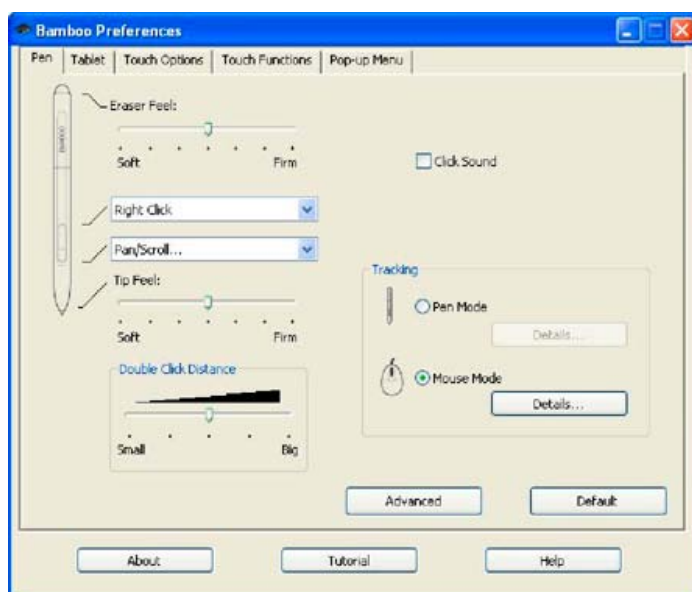 Bamboo Preferences
Pen Tablet Touch Options Touch Functions Pop-up Menu
Eraser Feel:
Soft Firm
Click Sound
Right Click
Pan/Scroll...
Tip Feel:
Soft Firm
Double Click Distance
Small Big
Tracking
Pen Mode
Details...
Mouse Mode
Details...
Advanced Default
About Tutorial Help
BAMBOO